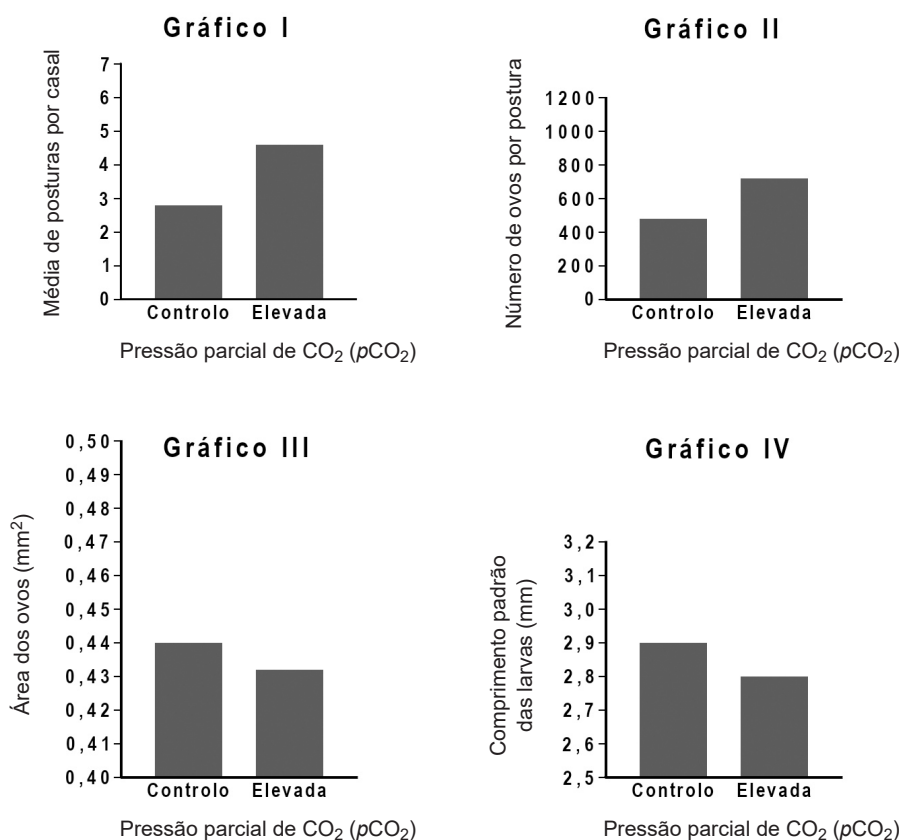 Gráfico I
Média de posturas por casal
7
6
5
4
3
2
1
0
Controlo Elevada
Pressão parcial de CO₂ (pCO₂)
Gráfico II
Número de ovos por postura
1200
1000
800
600
400
200
0
Controlo Elevada
Pressão parcial de CO₂ (pCO₂)
Gráfico III
Área dos ovos (mm²)
0,50
0,49
0,48
0,47
0,46
0,45
0,44
0,43
0,42
0,41
0,40
Controlo Elevada
Pressão parcial de CO₂ (pCO₂)
Gráfico IV
Comprimento padrão
das larvas (mm)
3,2
3,1
3,0
2,9
2,8
2,7
2,6
2,5
Controlo Elevada
Pressão parcial de CO₂ (pCO₂)